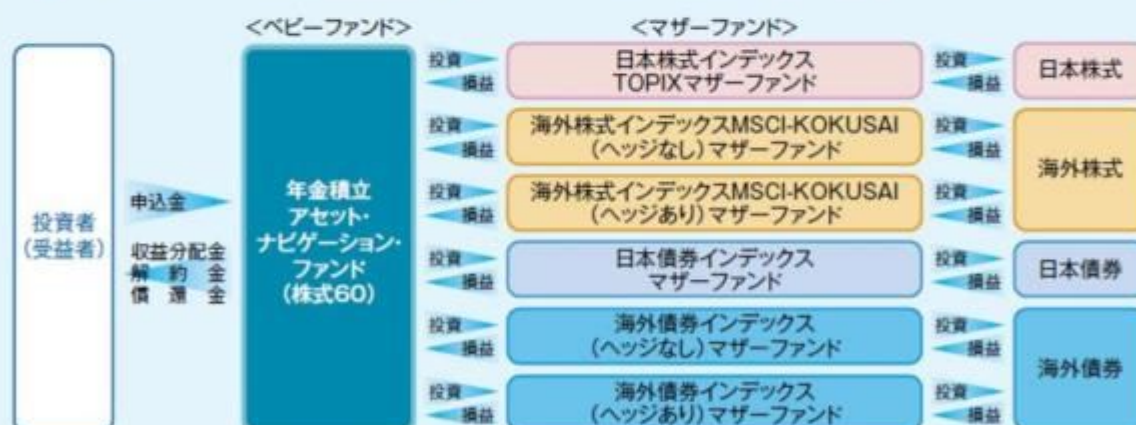 <ベビーファンド>
<マザーファンド>
投資者
(受益者)
申込金
収益分配金
解約金
償還金
年金積立
アセット・
ナビゲーション・
ファンド
(株式60)
投資
損益
日本株式インデックス
TOPIXマザーファンド
投資
損益
日本株式
投資
損益
海外株式インデックスMSCI-KOKUSAI
(ヘッジなし)マザーファンド
投資
損益
海外株式
投資
損益
海外株式インデックスMSCI-KOKUSAI
(ヘッジあり)マザーファンド
投資
損益
投資
損益
日本債券インデックス
マザーファンド
投資
損益
日本債券
投資
損益
海外債券インデックス
(ヘッジなし)マザーファンド
投資
損益
海外債券
投資
損益
海外債券インデックス
(ヘッジあり)マザーファンド
投資
損益